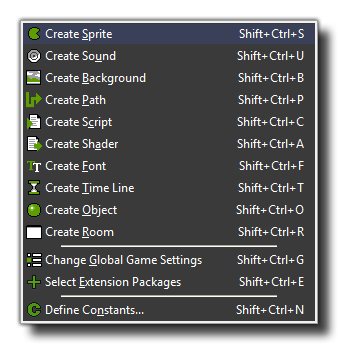 Create Sprite Shift+Ctrl+S
Create Sound Shift+Ctrl+U
Create Background Shift+Ctrl+B
Create Path Shift+Ctrl+P
Create Script Shift+Ctrl+C
Create Shader Shift+Ctrl+A
Create Font Shift+Ctrl+F
Create Time Line Shift+Ctrl+T
Create Object Shift+Ctrl+O
Create Room Shift+Ctrl+R
Change Global Game Settings Shift+Ctrl+G
Select Extension Packages Shift+Ctrl+E
Define Constants... Shift+Ctrl+N